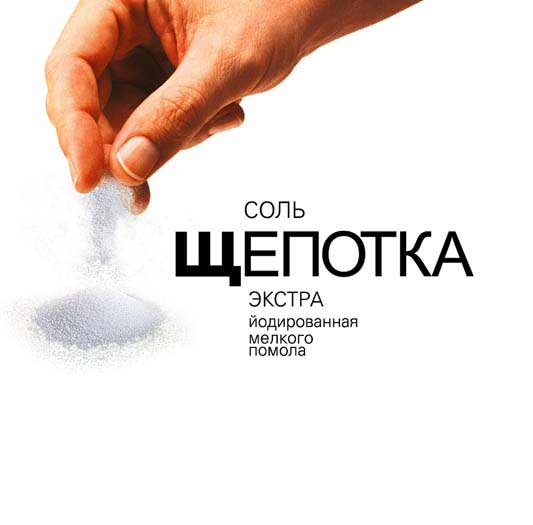 СОЛЬ
ЩЕПОТКА
ЭКСТРА
йодированная
мелкого
помола